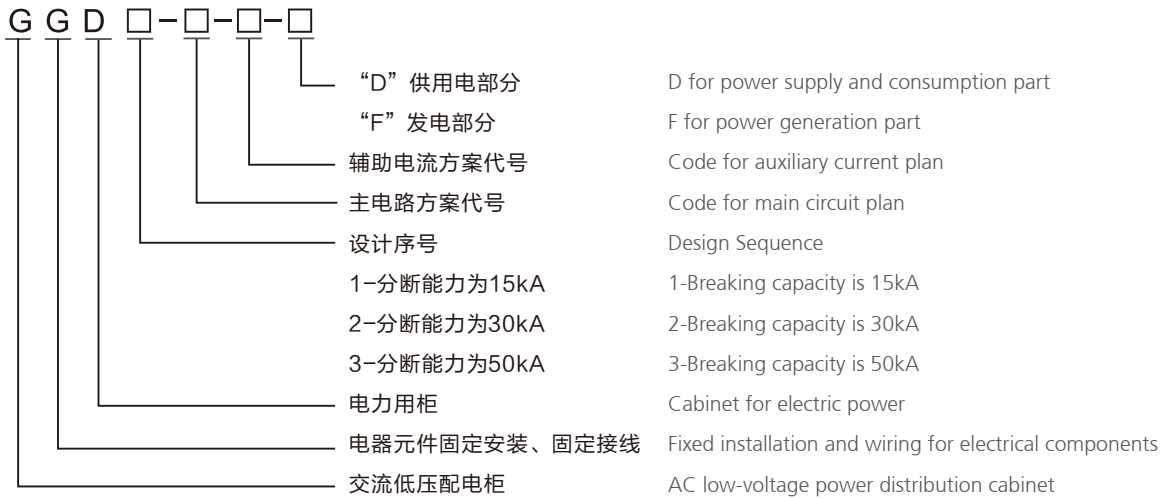 GGD□-□-□-□
“D”供用电部分 D for power supply and consumption part
“F”发电部分 F for power generation part
辅助电流方案代号 Code for auxiliary current plan
主电路方案代号 Code for main circuit plan
设计序号 Design Sequence
1-分断能力为15kA 1-Breaking capacity is 15kA
2-分断能力为30kA 2-Breaking capacity is 30kA
3-分断能力为50kA 3-Breaking capacity is 50kA
电力用柜 Cabinet for electric power
电器元件固定安装、固定接线 Fixed installation and wiring for electrical components
交流低压配电柜 AC low-voltage power distribution cabinet